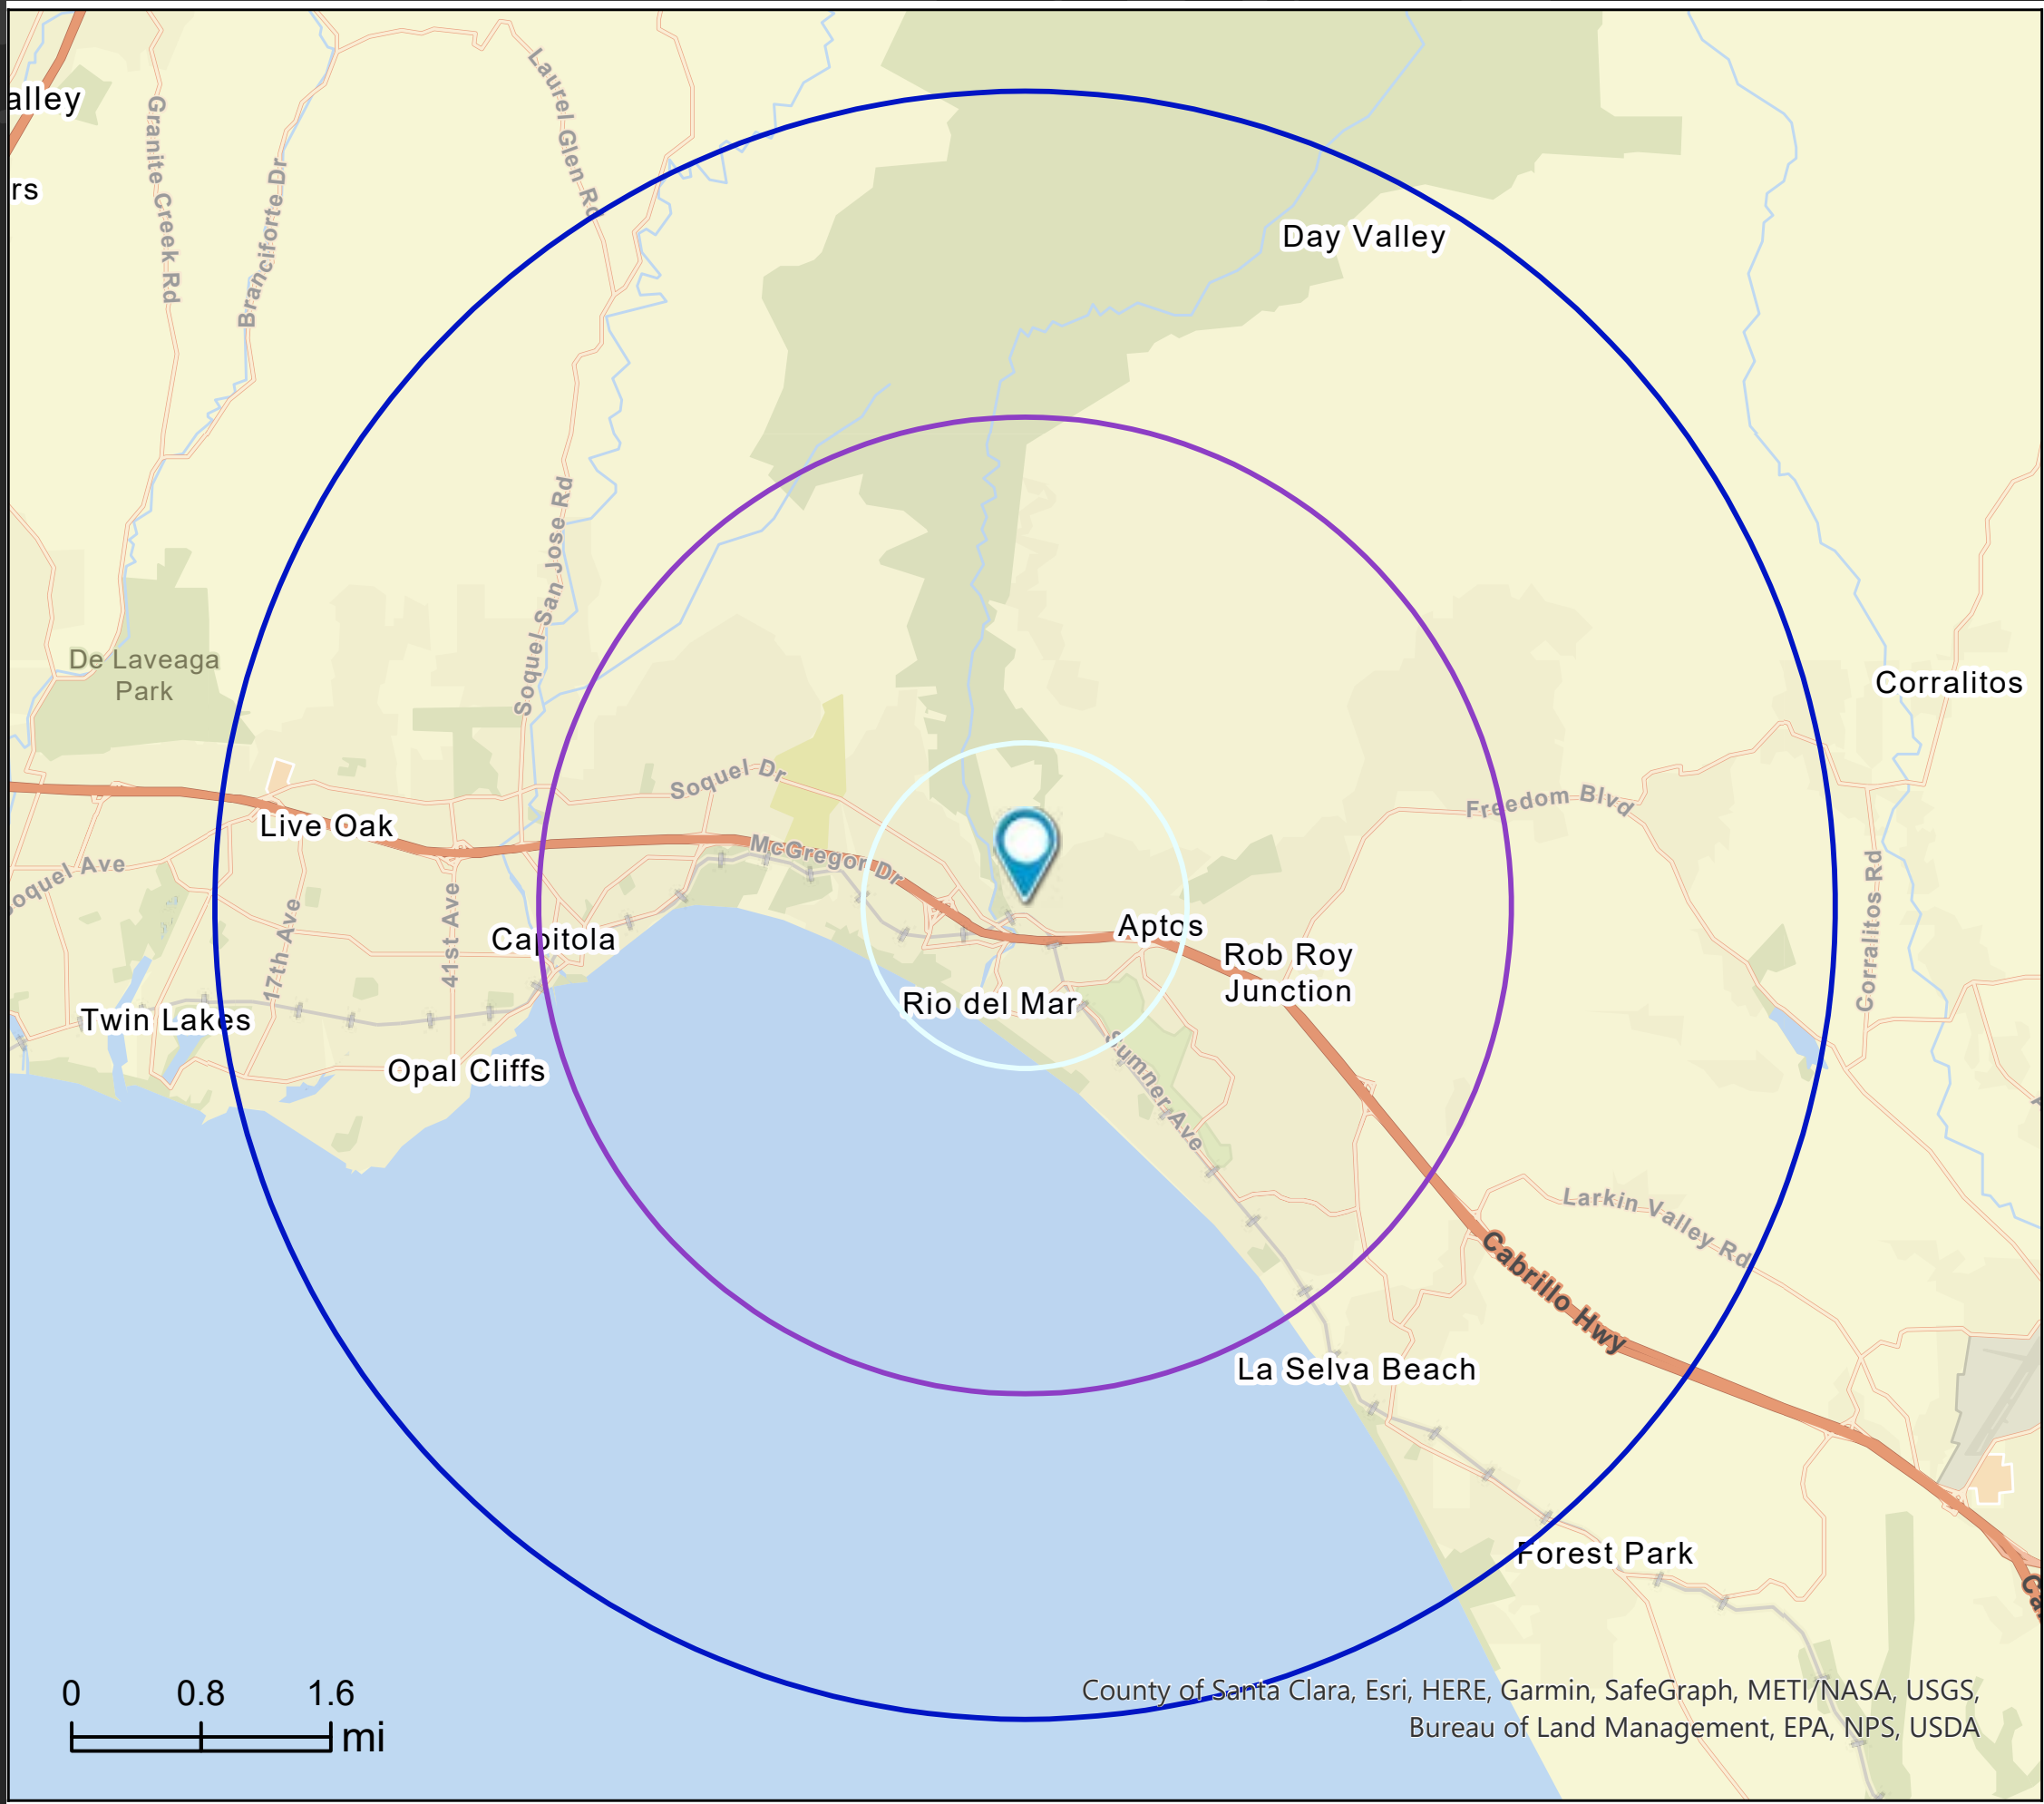 Laurel Glen Rd
alley
Granite Creek Rd
Branciforte Dr
rs
Day Valley
Soquel San Jose Rd
De Laveaga
Park
Corralitos
Soquel Dr
Freedom Blvd
Live Oak
McGregor Dr
oquel Ave
Corralitos Rd
17th Ave
41st Ave
Capitola
Aptos
Rob Roy
Junction
Rio del Mar
Twin Lakes
Opal Cliffs
Sumner Ave
Larkin Valley Rd
Cabrillo Hwy
La Selva Beach
Forest Park
Ca
0 0.8 1.6
mi
County of Santa Clara, Esri, HERE, Garmin, SafeGraph, METI/NASA, USGS,
Bureau of Land Management, EPA, NPS, USDA